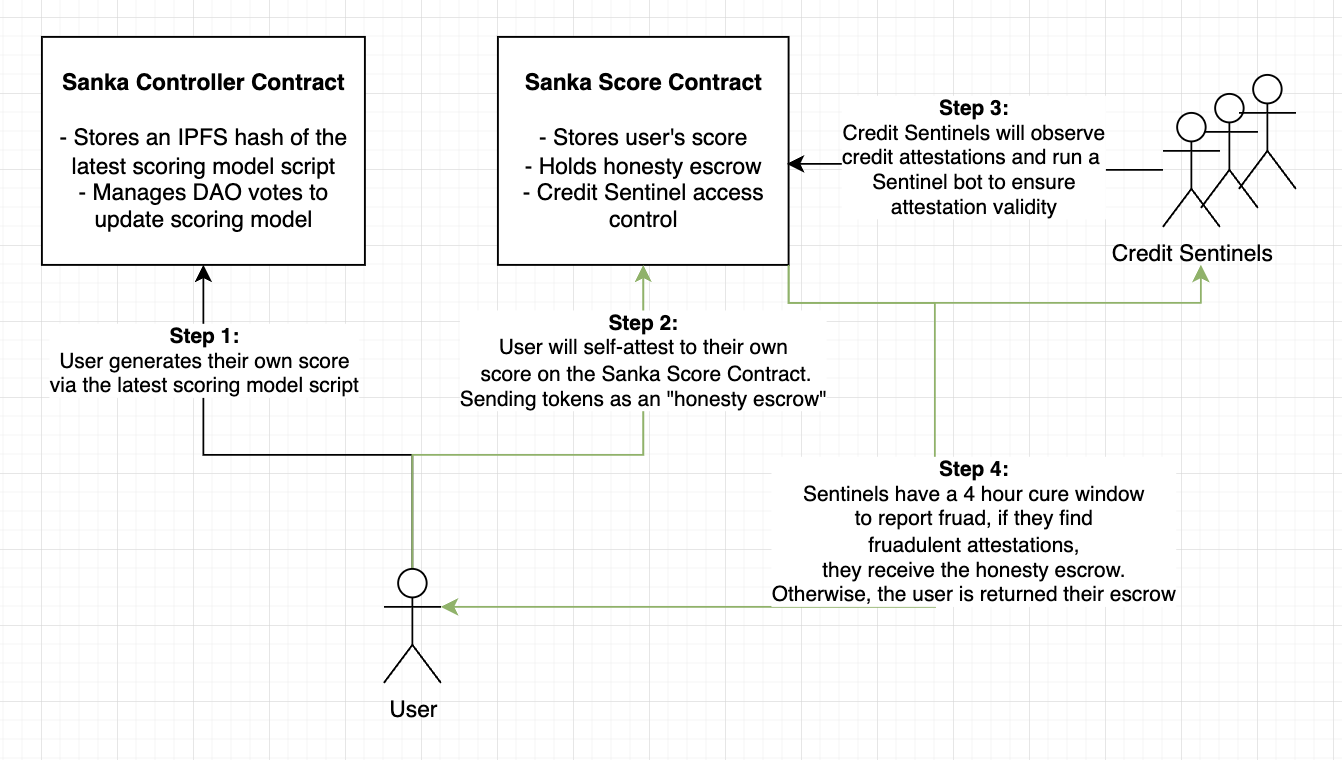 Sanka Controller Contract
- Stores an IPFS hash of the
latest scoring model script
- Manages DAO votes to
update scoring model
Sanka Score Contract
- Stores user's score
- Holds honesty escrow
- Credit Sentinel access
control
Step 3:
Credit Sentinels will observe
credit attestations and run a
Sentinel bot to ensure
attestation validity
Credit Sentinels
Step 1:
User generates their own score
via the latest scoring model script
Step 2:
User will self-attest to their own
score on the Sanka Score Contract.
Sending tokens as an "honesty escrow"
Step 4:
Sentinels have a 4 hour cure window
to report fruad, if they find
fruadulent attestations,
they receive the honesty escrow.
Otherwise, the user is returned their escrow
User